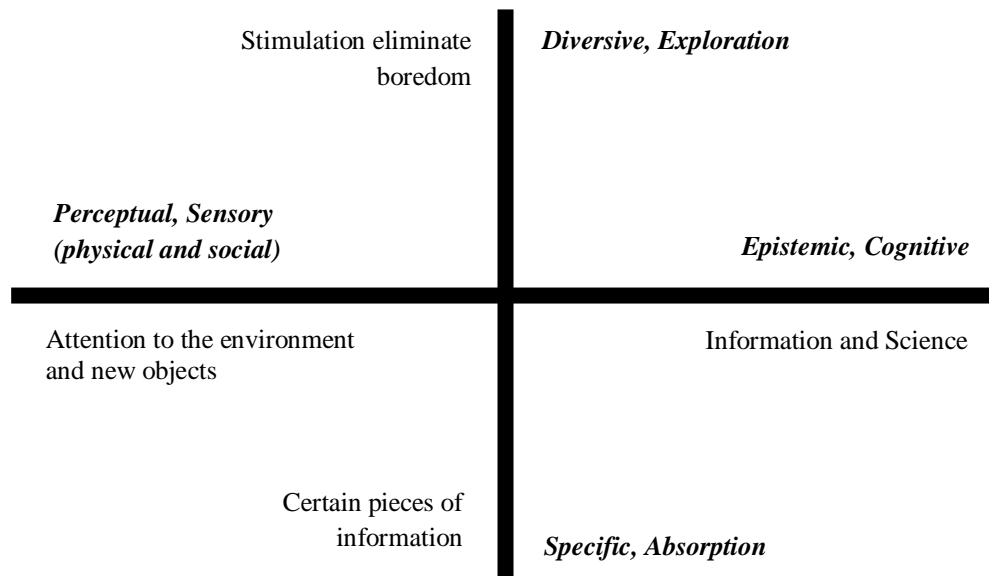 Stimulation eliminate
boredom
Diversive, Exploration
Perceptual, Sensory
(physical and social)
Epistemic, Cognitive
Attention to the environment
and new objects
Information and Science
Certain pieces of
information
Specific, Absorption